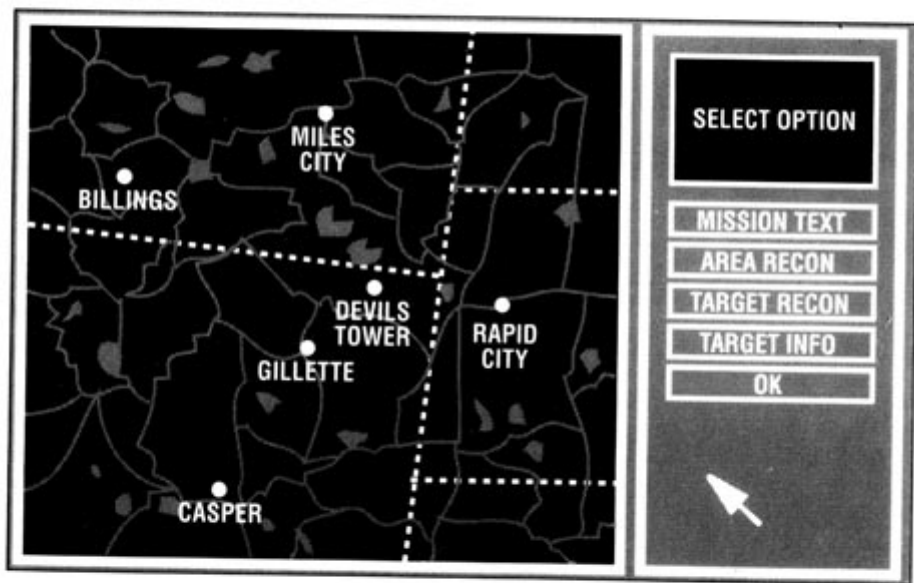 MILES
CITY
BILLINGS
DEVILS
TOWER
RAPID
CITY
GILLETTE
CASPER
SELECT OPTION
MISSION TEXT
AREA RECON
TARGET RECON
TARGET INFO
OK